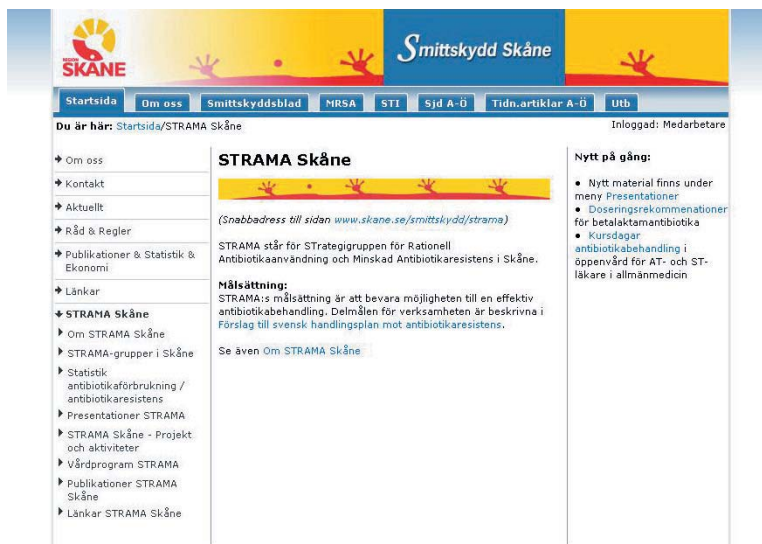 REGION
SKÅNE
Smittskydd Skåne
Startsida Om oss Smittskyddsblad MRSA STI Sjd A-Ö Tidn.artiklar A-Ö Utb
Du är här: Startsida/STRAMA Skåne
Inloggad: Medarbetare
Om oss
Kontakt
Aktuellt
Råd & Regler
Publikationer & Statistik &
Ekonomi
Länkar
STRAMA Skåne
Om STRAMA Skåne
STRAMA-grupper i Skåne
Statistik
antibiotikaförbrukning /
antibiotikaresistens
Presentationer STRAMA
STRAMA Skåne - Projekt
och aktiviteter
Vårdprogram STRAMA
Publikationer STRAMA
Skåne
Länkar STRAMA Skåne
STRAMA Skåne
(Snabbadress till sidan www.skane.se/smittskydd/strama)
STRAMA står för STrategigruppen för Rationell
Antibiotikaanvändning och Minskad Antibiotikaresistens i Skåne.
Målsättning:
STRAMA:s målsättning är att bevara möjligheten till en effektiv
antibiotikabehandling. Delmålen för verksamheten är beskrivna i
Förslag till svensk handlingsplan mot antibiotikaresistens.
Se även Om STRAMA Skåne
Nytt på gång:
• Nytt material finns under
meny Presentationer
• Doseringsrekommenationer
för betalaktamantibiotika
• Kursdagar
antibiotikabehandling i
öppenvård för AT- och ST-
läkare i allmänmedicin